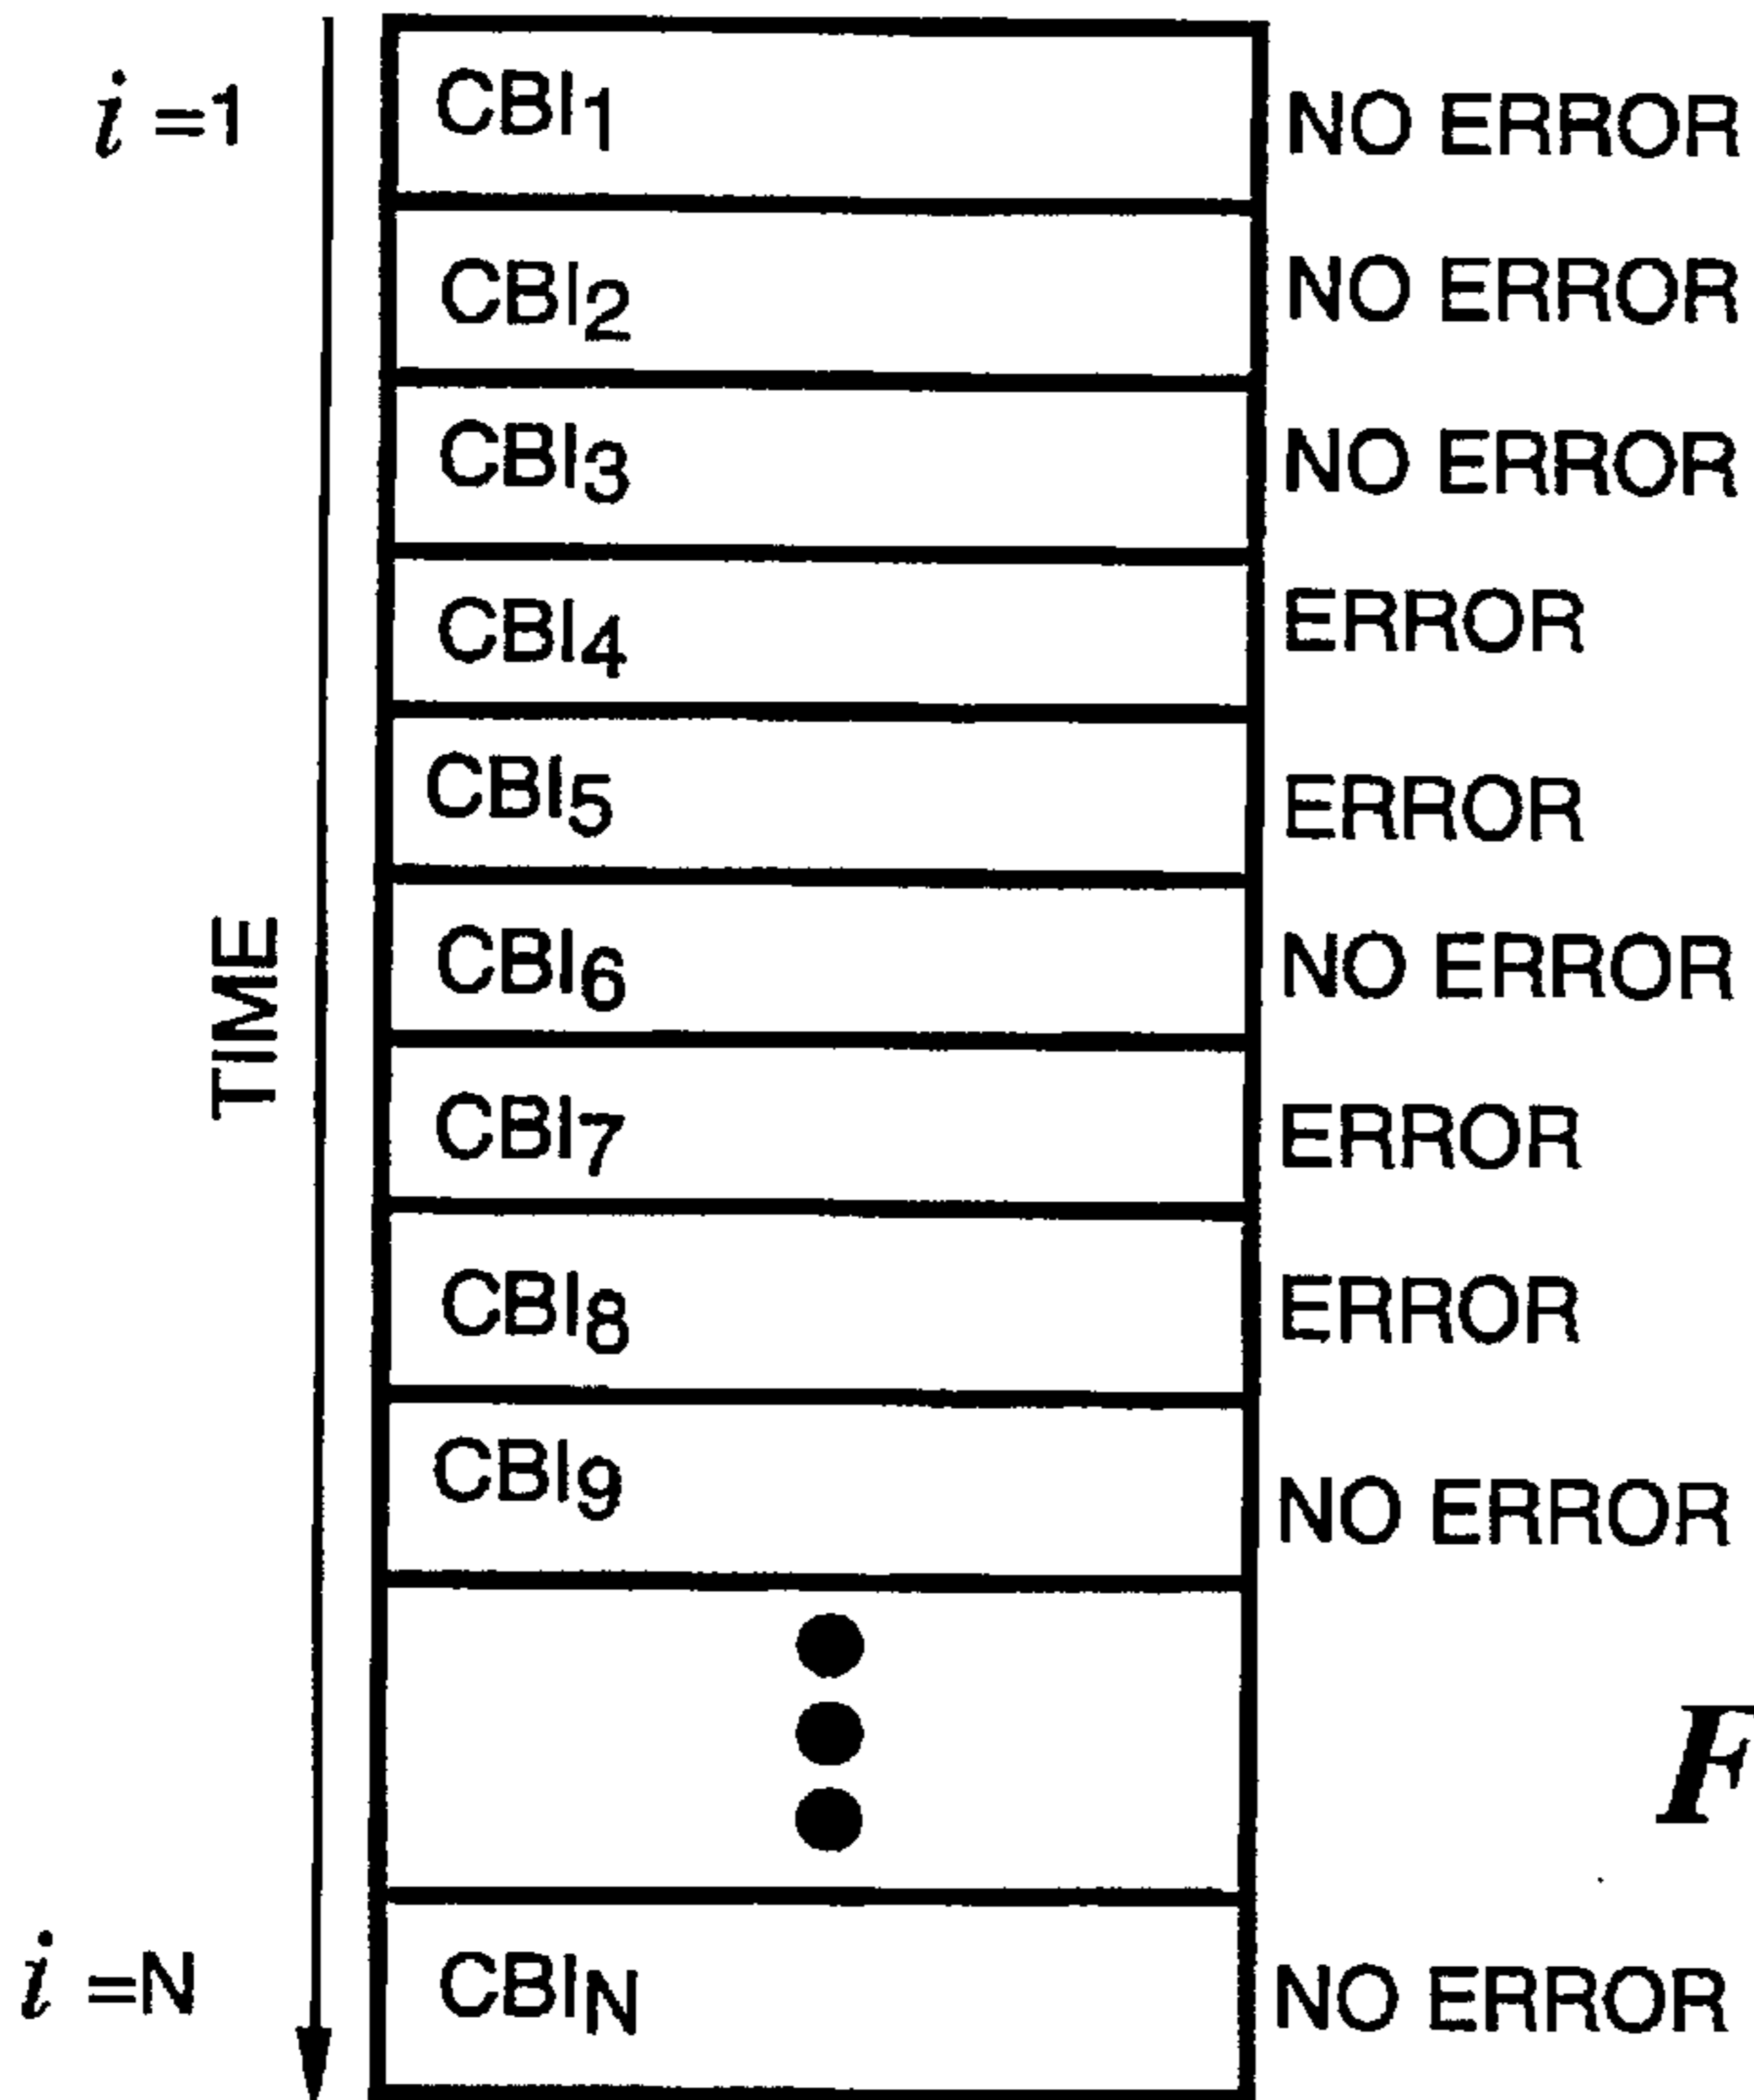 i =1
CBI1 NO ERROR
CBI2 NO ERROR
CBI3 NO ERROR
CBI4 ERROR
CBI5 ERROR
CBI6 NO ERROR
TIME
CBI7 ERROR
CBI8 ERROR
CBI9 NO ERROR
F
i =N
CBIN NO ERROR